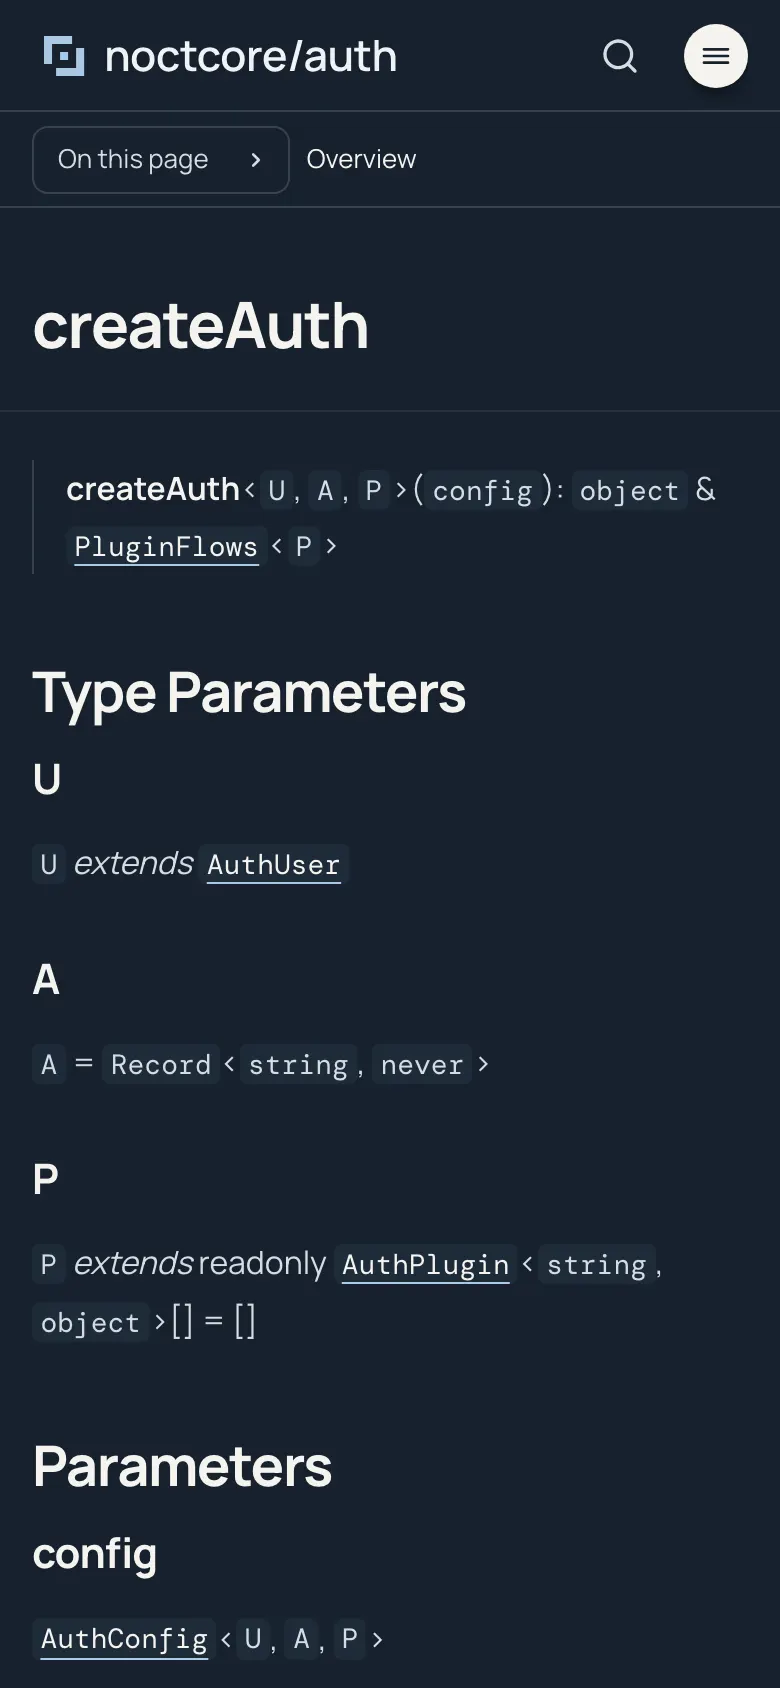 noctcore/auth
On this page
Overview
createAuth
createAuth<U, A, P>(config): object &
PluginFlows<P>
Type Parameters
U
U extends AuthUser
A
A = Record<string, never>
P
P extends readonly AuthPlugin<string,
object>[] = []
Parameters
config
AuthConfig<U, A, P>